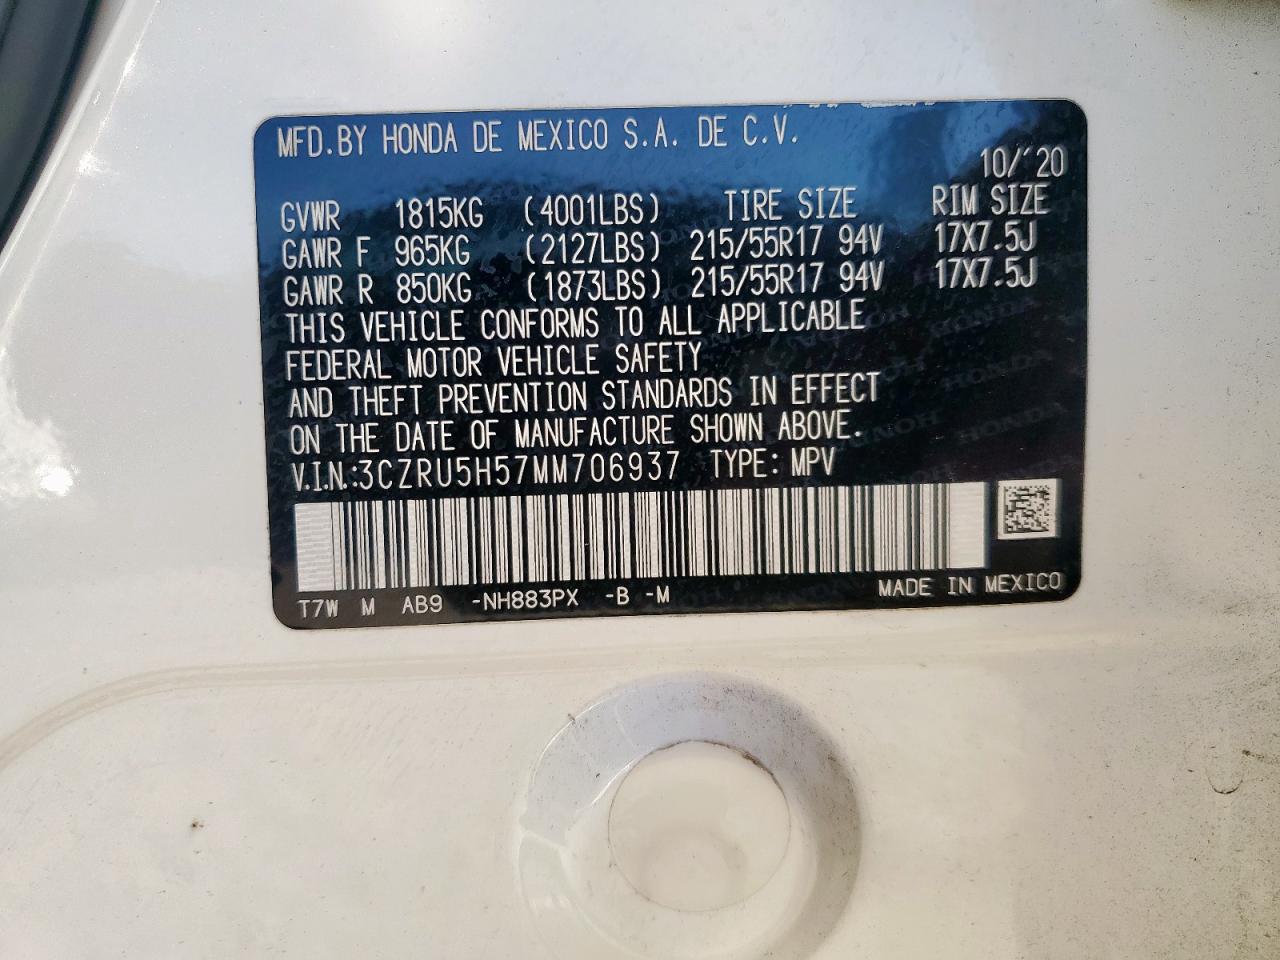 MFD.BY HONDA DE MEXICO S.A. DE C.V.
10/'20
GVWR 1815KG (4001LBS) TIRE SIZE RIM SIZE
GAWR F 965KG (2127LBS) 215/55R17 94V 17X7.5J
GAWR R 850KG (1873LBS) 215/55R17 94V 17X7.5J
THIS VEHICLE CONFORMS TO ALL APPLICABLE
FEDERAL MOTOR VEHICLE SAFETY
AND THEFT PREVENTION STANDARDS IN EFFECT
ON THE DATE OF MANUFACTURE SHOWN ABOVE.
V.I.N.:3CZRU5H57MM706937 TYPE: MPV
T7W M AB9 -NH883PX -B -M MADE IN MEXICO